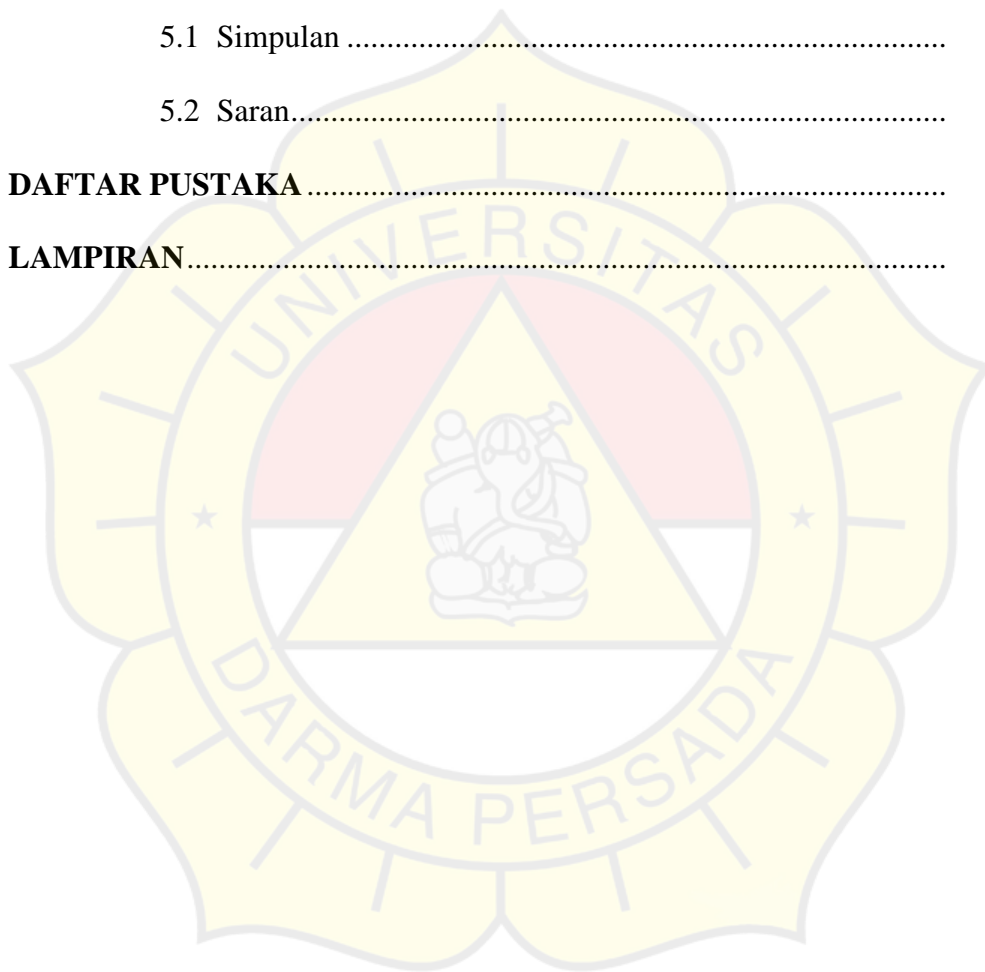 5.1 Simpulan ...........................................................................
5.2 Saran..................................................................................
DAFTAR PUSTAKA ................................................................................
LAMPIRAN...............................................................................................
UNIVERSITAS
DARMA PERSADA